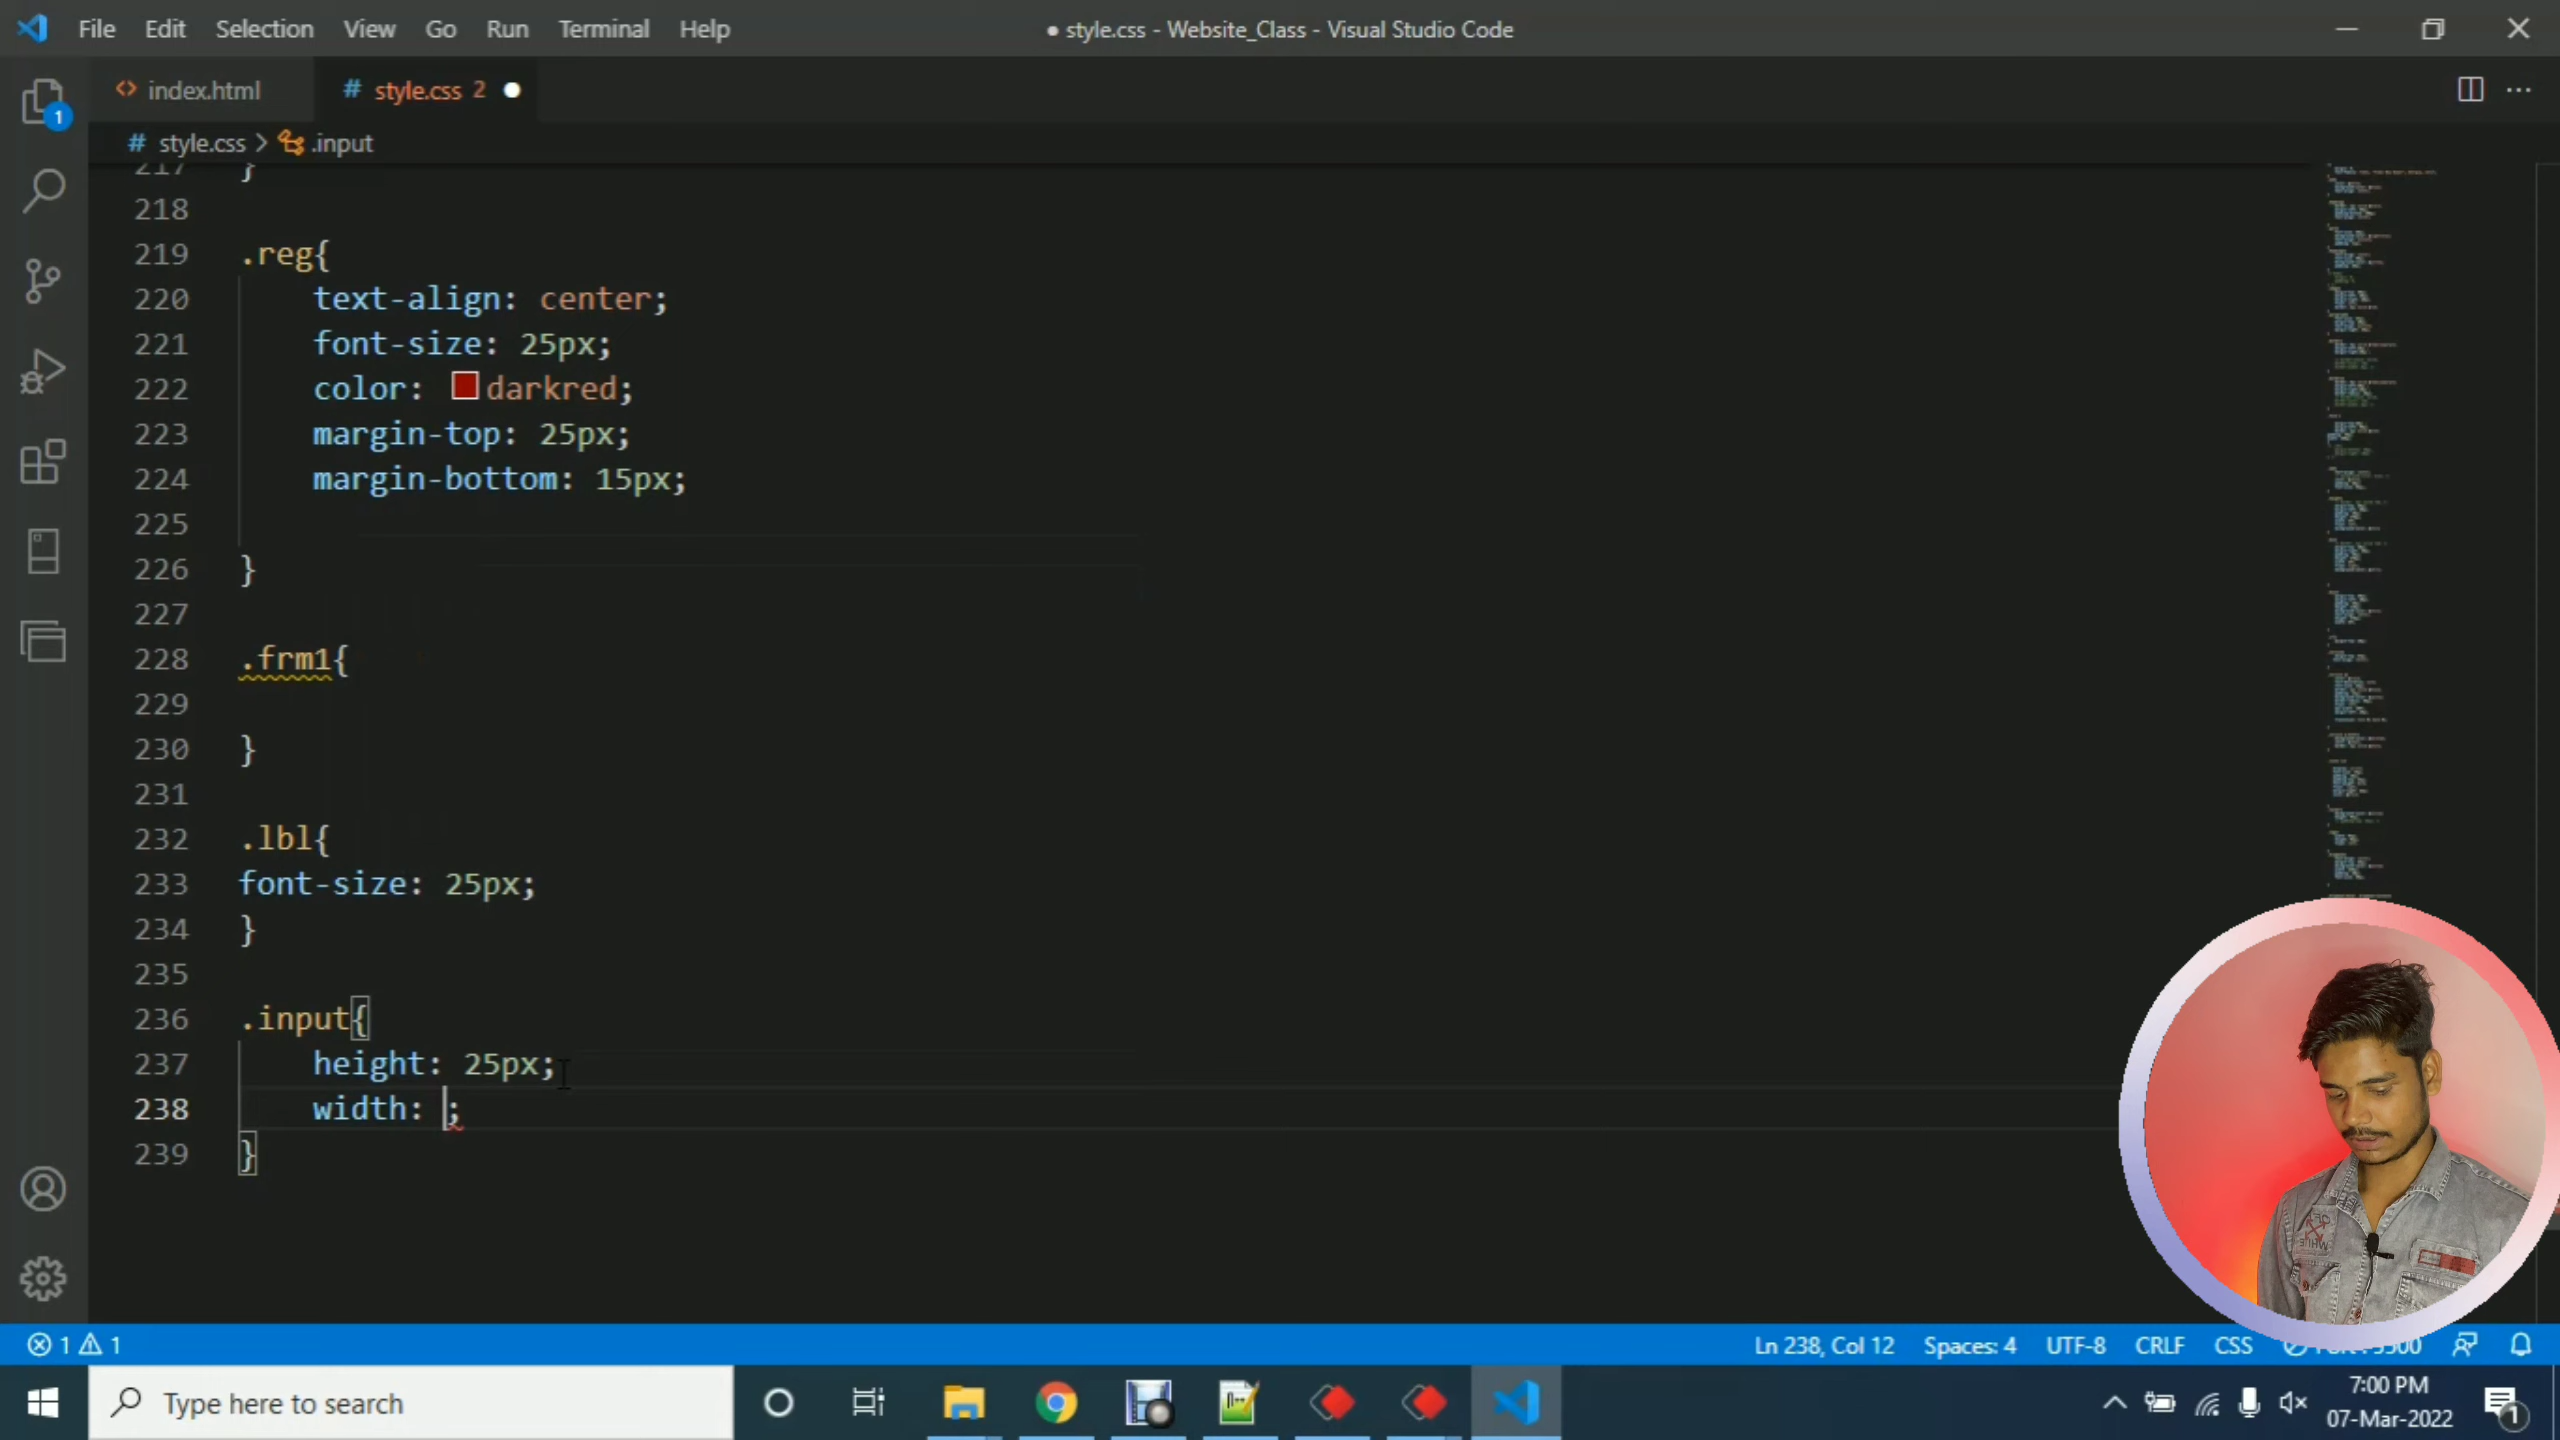 File Edit Selection View Go Run Terminal Help
● style.css - Website_Class - Visual Studio Code
<> index.html
# style.css 2 ●
# style.css > .input
217 }
218
219 .reg{
220 text-align: center;
221 font-size: 25px;
222 color: darkred;
223 margin-top: 25px;
224 margin-bottom: 15px;
225
226 }
227
228 .frm1{
229
230 }
231
232 .lbl{
233 font-size: 25px;
234 }
235
236 .input{
237 height: 25px;
238 width: ;
239 }
1
1 1
Ln 238, Col 12 Spaces: 4 UTF-8 CRLF CSS
Type here to search
7:00 PM
07-Mar-2022
1